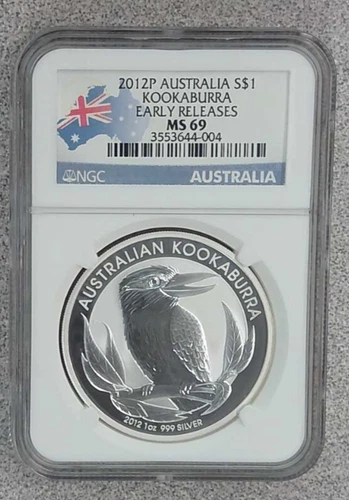 2012P AUSTRALIA S$1
KOOKABURRA
EARLY RELEASES
MS 69
3553644-004
NGC
AUSTRALIA
AUSTRALIAN KOOKABURRA
2012 1oz 999 SILVER